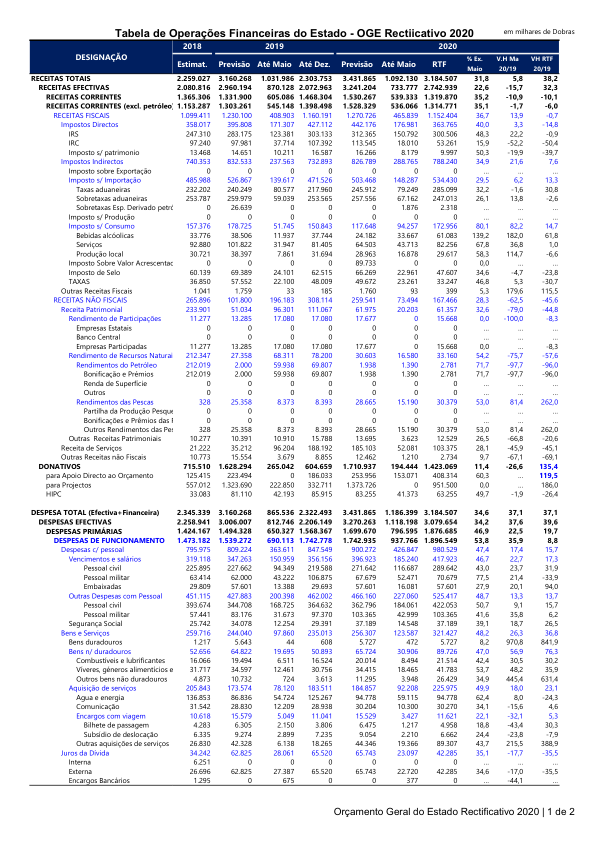 Tabela de Operações Financeiras do Estado - OGE Rectiicativo 2020
em milhares de Dobras
DESIGNAÇÃO 2018 2019 2020
Estimat. Previsão Até Maio Até Dez. Previsão Até Maio RTF % Ex. Maio V.H Ma 20/19 VH RTF 20/19
RECEITAS TOTAIS 2.259.027 3.160.268 1.031.986 2.303.753 3.431.865 1.092.130 3.184.507 31,8 5,8 38,2
RECEITAS EFECTIVAS 2.080.816 2.960.194 870.128 2.072.963 3.241.204 733.777 2.742.939 22,6 -15,7 32,3
RECEITAS CORRENTES 1.365.306 1.331.900 605.086 1.468.304 1.530.267 539.333 1.319.870 35,2 -10,9 -10,1
RECEITAS CORRENTES (excl. petróleo) 1.153.287 1.303.261 545.148 1.398.498 1.528.329 536.066 1.314.771 35,1 -1,7 -6,0
RECEITAS FISCAIS 1.099.411 1.230.100 408.903 1.160.191 1.270.726 465.839 1.152.404 36,7 13,9 -0,7
Impostos Directos 358.017 395.808 171.307 427.112 442.176 176.981 363.765 40,0 3,3 -14,8
IRS 247.310 283.175 123.381 303.133 312.365 150.792 300.506 48,3 22,2 -0,9
IRC 97.240 97.981 37.714 107.392 113.545 18.010 53.261 15,9 -52,2 -50,4
Imposto s/ patrimonio 13.468 14.651 10.211 16.587 16.266 8.179 9.997 50,3 -19,9 -39,7
Impostos Indirectos 740.353 832.533 237.563 732.893 826.789 288.765 788.240 34,9 21,6 7,6
Imposto sobre Exportação 0 0 0 0 0 0 0 ... ... ...
Imposto s/ Importação 485.988 526.867 139.617 471.526 503.468 148.287 534.430 29,5 6,2 13,3
Taxas aduaneiras 232.202 240.249 80.577 217.960 245.912 79.249 285.099 32,2 -1,6 30,8
Sobretaxas aduaneiras 253.787 259.979 59.039 253.565 257.556 67.162 247.013 26,1 13,8 -2,6
Sobretaxas Esp. Derivado petró 0 26.639 0 0 0 1.876 2.318 ... ... ...
Imposto s/ Produção 0 0 0 0 0 0 0 ... ... ...
Imposto s/ Consumo 157.376 178.725 51.745 150.843 117.648 94.257 172.956 80,1 82,2 14,7
Bebidas alcóolicas 33.776 38.506 11.937 37.744 24.182 33.667 61.083 139,2 182,0 61,8
Serviços 92.880 101.822 31.947 81.405 64.503 43.713 82.256 67,8 36,8 1,0
Produção local 30.721 38.397 7.861 31.694 28.963 16.878 29.617 58,3 114,7 -6,6
Imposto Sobre Valor Acrescentac 0 0 0 0 89.733 0 0 0,0 ... ...
Imposto de Selo 60.139 69.389 24.101 62.515 66.269 22.961 47.607 34,6 -4,7 -23,8
TAXAS 36.850 57.552 22.100 48.009 49.672 23.261 33.247 46,8 5,3 -30,7
Outras Receitas Fiscais 1.041 1.759 33 185 1.760 93 399 5,3 179,6 115,5
RECEITAS NÃO FISCAIS 265.896 101.800 196.183 308.114 259.541 73.494 167.466 28,3 -62,5 -45,6
Receita Patrimonial 233.901 51.034 96.301 111.067 61.975 20.203 61.357 32,6 -79,0 -44,8
Rendimento de Participações 11.277 13.285 17.080 17.080 17.677 0 15.668 0,0 -100,0 -8,3
Empresas Estatais 0 0 0 0 0 0 0 ... ... ...
Banco Central 0 0 0 0 0 0 0 ... ... ...
Empresas Participadas 11.277 13.285 17.080 17.080 17.677 0 15.668 0,0 ... -8,3
Rendimento de Recursos Naturai 212.347 27.358 68.311 78.200 30.603 16.580 33.160 54,2 -75,7 -57,6
Rendimentos do Petróleo 212.019 2.000 59.938 69.807 1.938 1.390 2.781 71,7 -97,7 -96,0
Bonificação e Prémios 212.019 2.000 59.938 69.807 1.938 1.390 2.781 71,7 -97,7 -96,0
Renda de Superfície 0 0 0 0 0 0 0 ... ... ...
Outros 0 0 0 0 0 0 0 ... ... ...
Rendimentos das Pescas 318 25.358 8.373 8.393 28.665 15.190 30.379 53,0 81,4 262,0
Partilha da Produção Pesque 0 0 0 0 0 0 0 ... ... ...
Bonificações e Prémios das l 0 0 0 0 0 0 0 ... ... ...
Outros Rendimentos das Per 328 25.358 8.373 8.393 28.665 15.190 30.379 53,0 81,4 262,0
Outras Receitas Patrimoniais 10.277 10.391 10.910 15.788 13.695 3.623 12.529 26,5 -66,8 -20,6
Receita de Serviços 21.222 35.212 96.204 188.192 185.103 52.081 103.375 28,1 -45,9 -45,1
Outras Receitas não Fiscais 10.773 15.554 3.679 8.855 12.462 1.210 2.734 9,7 -67,1 -69,1
DONATIVOS 715.510 1.628.294 265.042 604.659 1.710.937 194.444 1.423.069 11,4 -26,6 135,4
para Apoio Directo ao Orçamento 125.415 223.494 0 186.033 253.956 153.071 408.314 60,3 ... 119,5
para Projectos 557.012 1.323.690 222.850 332.711 1.373.726 0 951.500 0,0 ... 186,0
HIPC 33.083 81.110 42.193 85.915 83.255 41.373 63.255 49,7 -1,9 -26,4
DESPESA TOTAL (Efectiva+Financeira) 2.345.339 3.160.268 865.536 2.322.493 3.431.865 1.186.399 3.184.507 34,6 37,1 37,1
DESPESAS EFECTIVAS 2.258.941 3.006.007 812.746 2.206.149 3.270.263 1.118.198 3.079.654 34,2 37,6 39,6
DESPESAS PRIMÁRIAS 1.424.167 1.494.328 650.327 1.568.367 1.699.670 796.595 1.876.685 46,9 22,5 19,7
DESPESAS DE FUNCIONAMENTO 1.473.182 1.539.272 690.113 1.742.778 1.742.935 937.766 1.896.549 53,8 35,9 8,8
Despesas c/ pessoal 795.975 809.224 363.611 847.549 900.272 426.847 980.529 47,4 17,4 15,7
Vencimentos e salários 319.118 347.263 150.959 356.156 396.923 185.240 417.923 46,7 22,7 17,3
Pessoal civil 225.895 227.662 94.349 219.588 271.642 116.687 289.642 43,0 23,7 31,9
Pessoal militar 63.414 62.000 43.222 106.875 67.168 52.471 70.679 77,5 21,4 -33,9
Embaixadas 29.809 57.601 13.388 29.693 57.601 16.082 57.601 27,9 20,1 94,0
Outras Despesas com Pessoal 451.115 427.883 200.398 462.002 466.160 227.060 525.417 48,7 13,3 13,7
Pessoal civil 393.674 344.708 168.725 364.632 362.796 184.061 422.053 50,7 9,1 15,7
Pessoal militar 57.441 83.176 31.673 97.370 103.365 42.999 103.365 41,6 35,8 6,2
Segurança Social 25.742 34.078 12.254 29.391 37.189 14.548 37.189 39,1 18,7 26,5
Bens e Serviços 259.716 244.040 97.860 235.013 256.307 123.587 321.427 48,2 26,3 36,8
Bens duradouros 1.217 5.643 44 608 5.727 472 5.727 8,2 970,8 841,9
Bens n/ duradouros 52.656 64.822 19.695 50.893 65.724 30.906 89.726 47,0 56,9 76,3
Combustíveis e lubrificantes 16.066 19.494 6.511 16.524 20.014 8.494 21.514 42,4 30,5 30,2
Viveres, géneros alimentícios e 31.717 34.597 12.461 30.756 34.415 18.465 41.783 53,7 48,2 35,9
Outros bens não duradouros 4.873 10.732 724 3.613 11.295 3.948 26.429 34,9 445,4 631,4
Aquisição de serviços 205.843 173.574 78.120 183.511 184.857 92.208 225.975 49,9 18,0 23,1
Agua e energia 136.853 86.836 54.724 125.267 94.778 59.115 94.778 62,4 8,0 -24,3
Comunicação 31.542 28.830 12.209 28.938 30.204 10.300 30.270 34,1 -15,6 4,6
Encargos com viagem 10.618 15.579 5.049 11.041 15.529 3.427 11.621 22,1 -32,1 5,3
Bilhete de passagem 4.283 6.305 2.150 3.806 6.475 1.217 4.958 18,8 -43,4 30,3
Subsidio de deslocação 6.335 9.274 2.899 7.235 9.054 2.210 6.662 24,4 -23,8 -7,9
Outras aquisições de serviços 26.830 42.328 6.138 18.265 44.346 19.366 89.307 43,7 215,5 388,9
Juros da Dívida 34.242 62.825 28.061 65.520 65.743 23.097 42.285 35,1 -17,7 -35,5
Interna 6.251 0 0 0 0 0 0 ... ... ...
Externa 26.696 62.825 27.387 65.520 65.743 22.720 42.285 34,6 -17,0 -35,5
Encargos Bancários 1.295 0 675 0 0 377 0 ... -44,1 ...
Orçamento Geral do Estado Rectificativo 2020 | 1 de 2